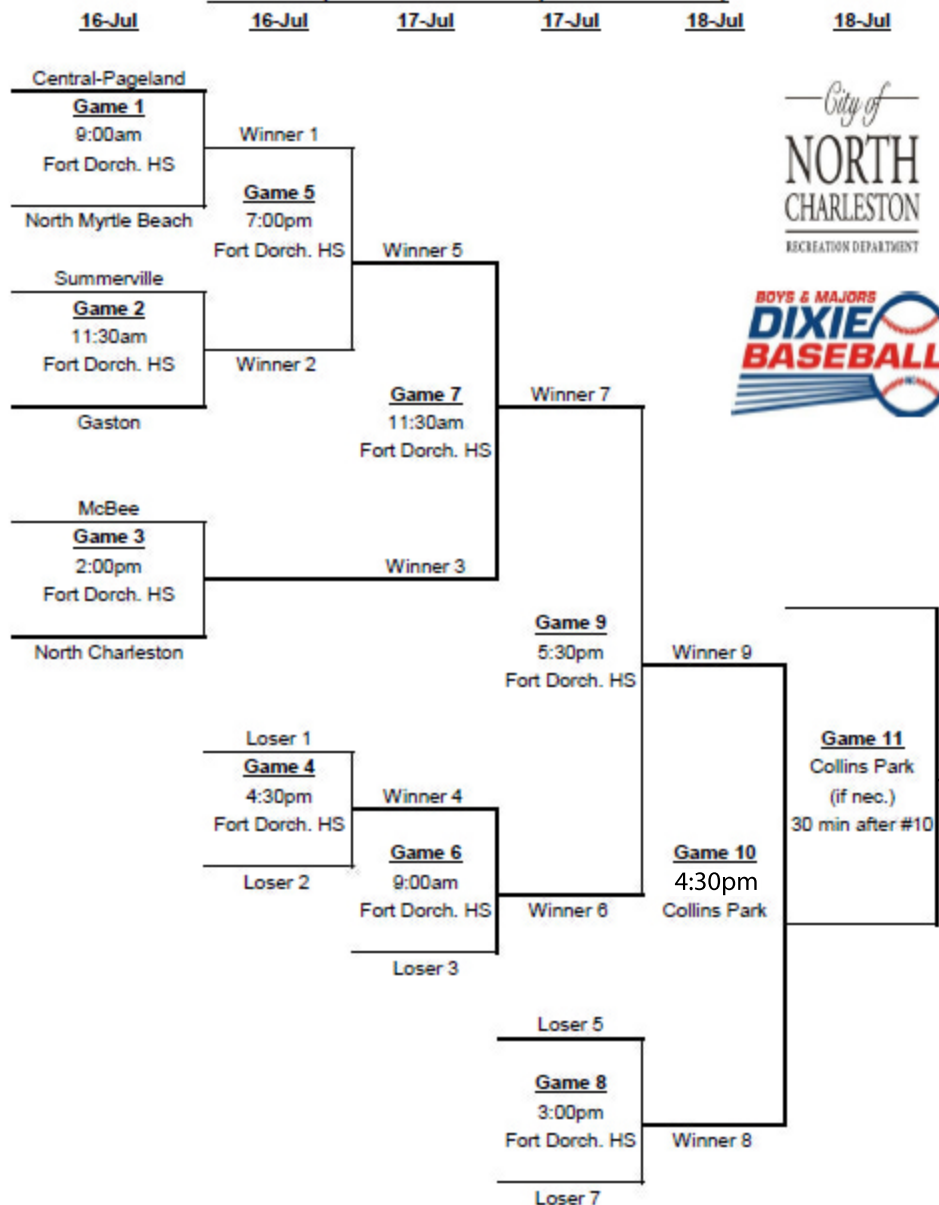 16-Jul 16-Jul 17-Jul 17-Jul 18-Jul 18-Jul
Central-Pageland
Game 1
9:00am
Fort Dorch. HS
North Myrtle Beach
Summerville
Game 2
11:30am
Fort Dorch. HS
Gaston
McBee
Game 3
2:00pm
Fort Dorch. HS
North Charleston
Winner 1
Game 5
7:00pm
Fort Dorch. HS
Winner 2
Loser 1
Game 4
4:30pm
Fort Dorch. HS
Loser 2
Winner 5
Game 7
11:30am
Fort Dorch. HS
Winner 3
Winner 4
Game 6
9:00am
Fort Dorch. HS
Loser 3
Winner 7
Game 9
5:30pm
Fort Dorch. HS
Winner 6
Loser 5
Game 8
3:00pm
Fort Dorch. HS
Loser 7
Winner 9
Game 10
4:30pm
Collins Park
Winner 8
City of
NORTH
CHARLESTON
RECREATION DEPARTMENT
BOYS & MAJORS
DIXIE
BASEBALL
Game 11
Collins Park
(if nec.)
30 min after #10